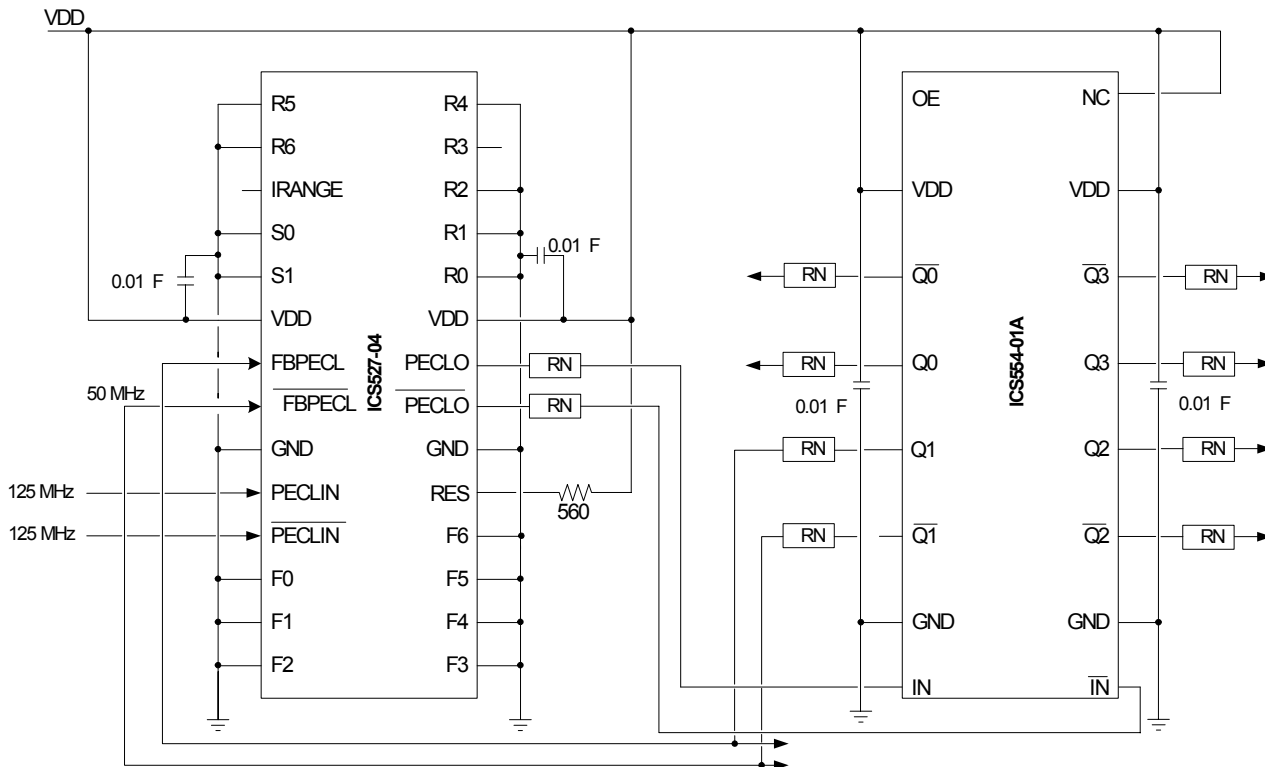 VDD
R5
R6
IRANGE
S0
S1
VDD
FBPECL
FBPECL
GND
PECLIN
PECLIN
F0
F1
F2
R4
R3
R2
R1
R0
VDD
PECLO
PECLO
GND
RES
F6
F5
F4
F3
ICS527-04
0.01 F
0.01 F
50 MHz
125 MHz
125 MHz
RN
RN
560
OE
VDD
Q0
Q0
Q1
Q1
GND
IN
NC
VDD
Q3
Q3
Q2
Q2
GND
IN
ICS554-01A
RN
RN
RN
RN
0.01 F
RN
RN
0.01 F
RN
RN